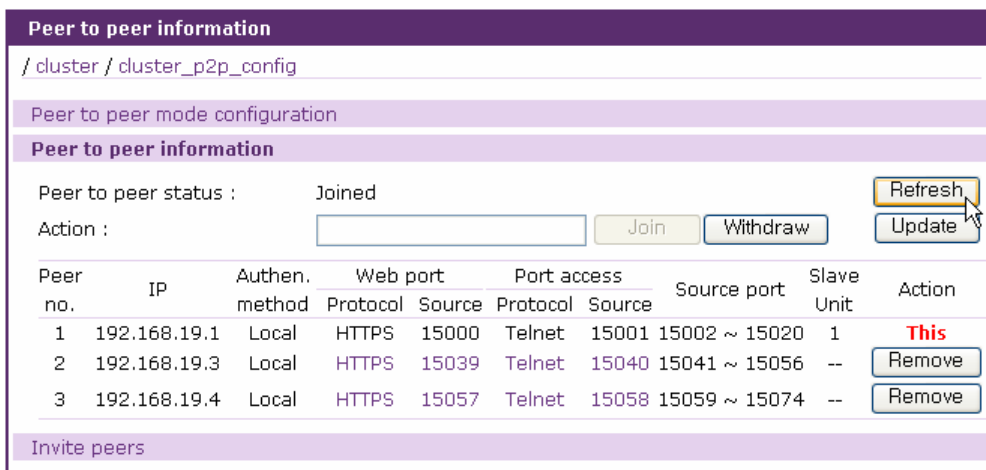 Peer to peer information
/ cluster / cluster_p2p_config
Peer to peer mode configuration
Peer to peer information
Peer to peer status : Joined Refresh
Action : Join Withdraw Update
Peer no. IP Authen. method Web port Port access Source port Slave Unit Action
Protocol Source Protocol Source
1 192.168.19.1 Local HTTPS 15000 Telnet 15001 15002 ~ 15020 1 This
2 192.168.19.3 Local HTTPS 15039 Telnet 15040 15041 ~ 15056 -- Remove
3 192.168.19.4 Local HTTPS 15057 Telnet 15058 15059 ~ 15074 -- Remove
Invite peers